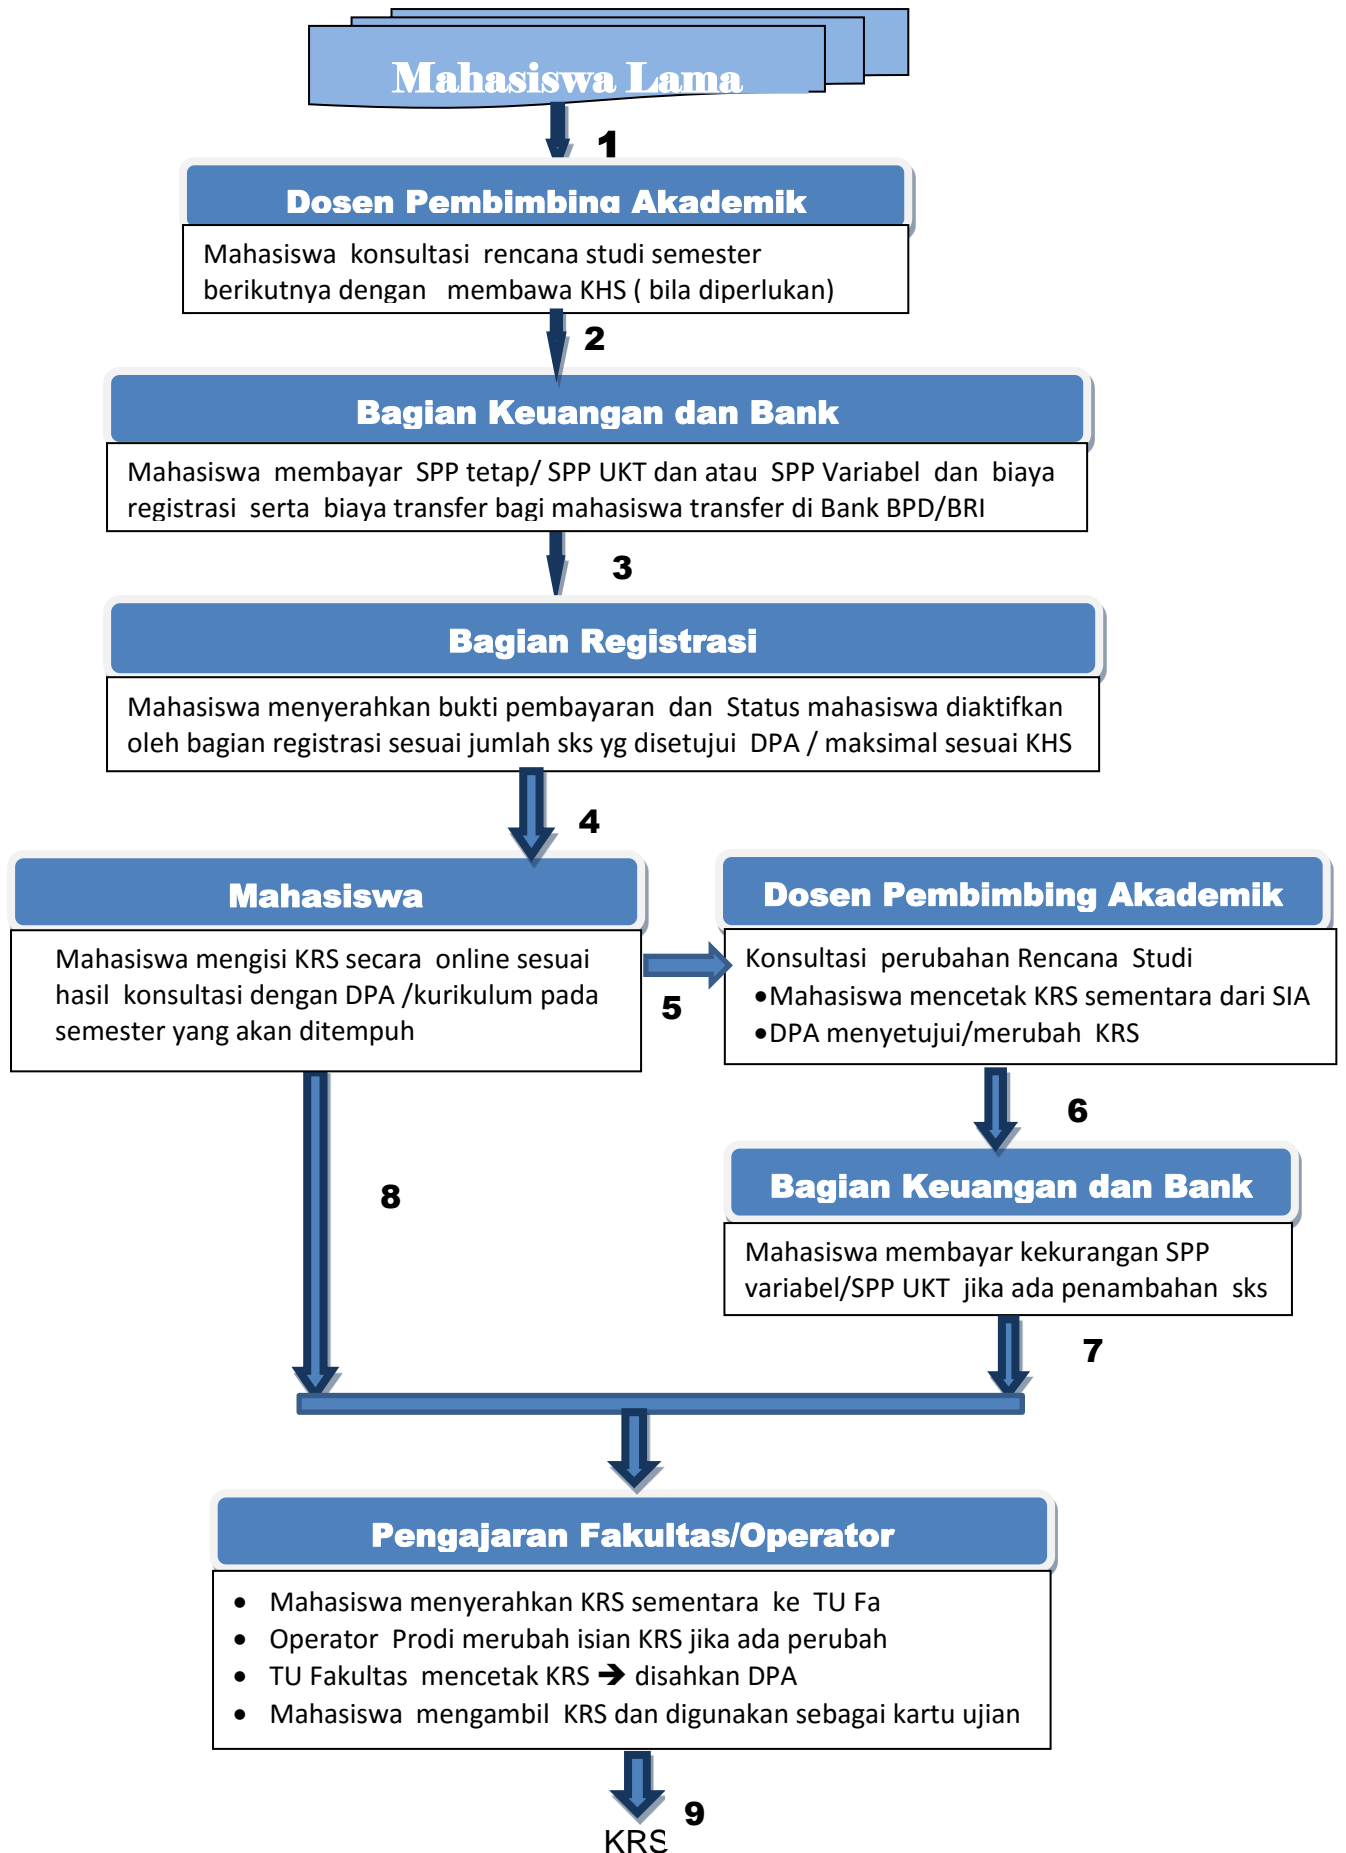 Mahasiswa Lama
1
Dosen Pembimbing Akademik
Mahasiswa konsultasi rencana studi semester
berikutnya dengan membawa KHS ( bila diperlukan)
2
Bagian Keuangan dan Bank
Mahasiswa membayar SPP tetap/ SPP UKT dan atau SPP Variabel dan biaya
registrasi serta biaya transfer bagi mahasiswa transfer di Bank BPD/BRI
3
Bagian Registrasi
Mahasiswa menyerahkan bukti pembayaran dan Status mahasiswa diaktifkan
oleh bagian registrasi sesuai jumlah sks yg disetujui DPA / maksimal sesuai KHS
4
Mahasiswa
Mahasiswa mengisi KRS secara online sesuai
hasil konsultasi dengan DPA /kurikulum pada
semester yang akan ditempuh
5
Dosen Pembimbing Akademik
Konsultasi perubahan Rencana Studi
•Mahasiswa mencetak KRS sementara dari SIA
•DPA menyetujui/merubah KRS
6
Bagian Keuangan dan Bank
Mahasiswa membayar kekurangan SPP
variabel/SPP UKT jika ada penambahan sks
7
8
Pengajaran Fakultas/Operator
• Mahasiswa menyerahkan KRS sementara ke TU Fa
• Operator Prodi merubah isian KRS jika ada perubah
• TU Fakultas mencetak KRS ➔ disahkan DPA
• Mahasiswa mengambil KRS dan digunakan sebagai kartu ujian
9
KRS